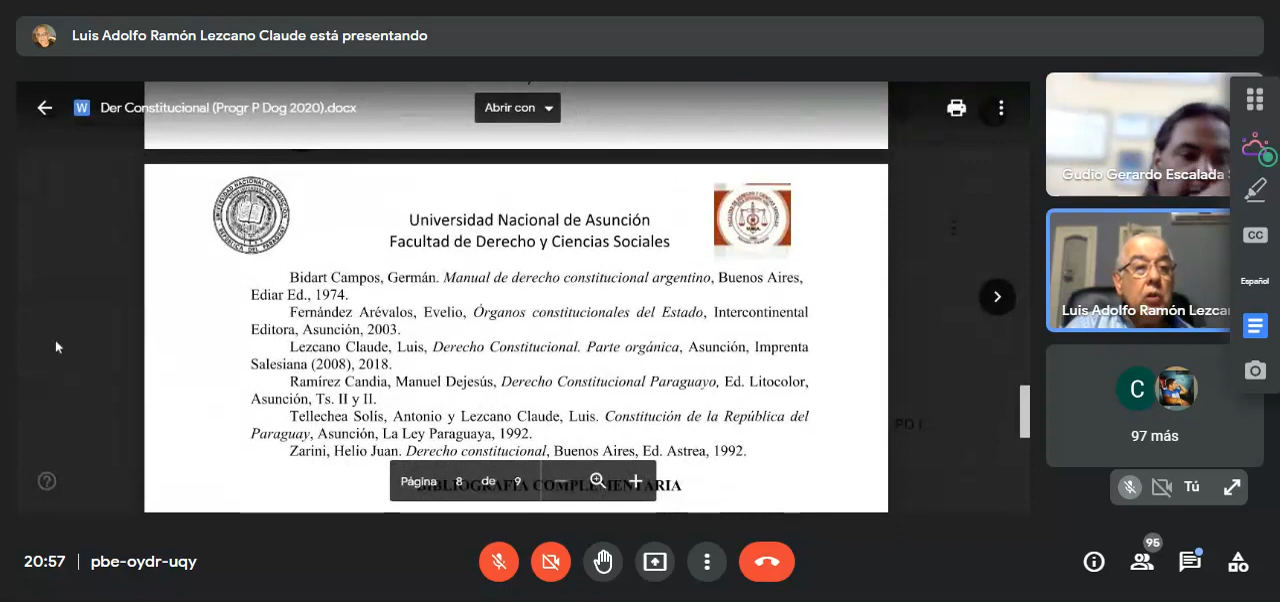 Luis Adolfo Ramón Lezcano Claude está presentando
W Der Constitucional (Progr P Dog 2020).docx
Abrir con
Universidad Nacional de Asunción
Facultad de Derecho y Ciencias Sociales
Bidart Campos, Germán. Manual de derecho constitucional argentino, Buenos Aires,
Ediar Ed., 1974.
Fernández Arévalos, Evelio, Órganos constitucionales del Estado, Intercontinental
Editora, Asunción, 2003.
Lezcano Claude, Luis, Derecho Constitucional. Parte orgánica, Asunción, Imprenta
Salesiana (2008), 2018.
Ramírez Candia, Manuel Dejesús, Derecho Constitucional Paraguayo, Ed. Litocolor,
Asunción, Ts. II y II.
Tellechea Solís, Antonio y Lezcano Claude, Luis. Constitución de la República del
Paraguay, Asunción, La Ley Paraguaya, 1992.
Zarini, Helio Juan. Derecho constitucional, Buenos Aires, Ed. Astrea, 1992.
BIBLIOGRAFÍA COMPLEMENTARIA
Página 8 de 9
Gudio Gerardo Escalada
Luis Adolfo Ramón Lezca
C
97 más
Tú
CC
Español
20:57 | pbe-oydr-uqy
95